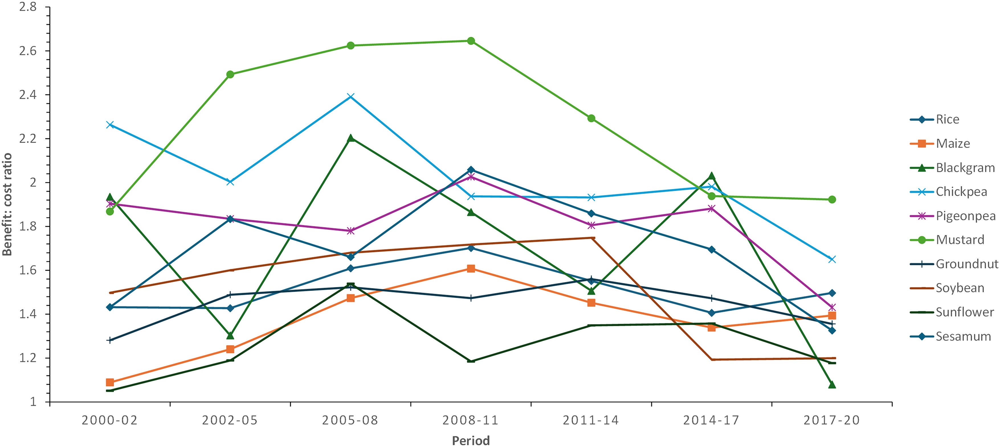 Benefit: cost ratio
2.8
2.6
2.4
2.2
2
1.8
1.6
1.4
1.2
1
2000-02 2002-05 2005-08 2008-11 2011-14 2014-17 2017-20
Period
Rice
Maize
Blackgram
Chickpea
Pigeonpea
Mustard
Groundnut
Soybean
Sunflower
Sesamum